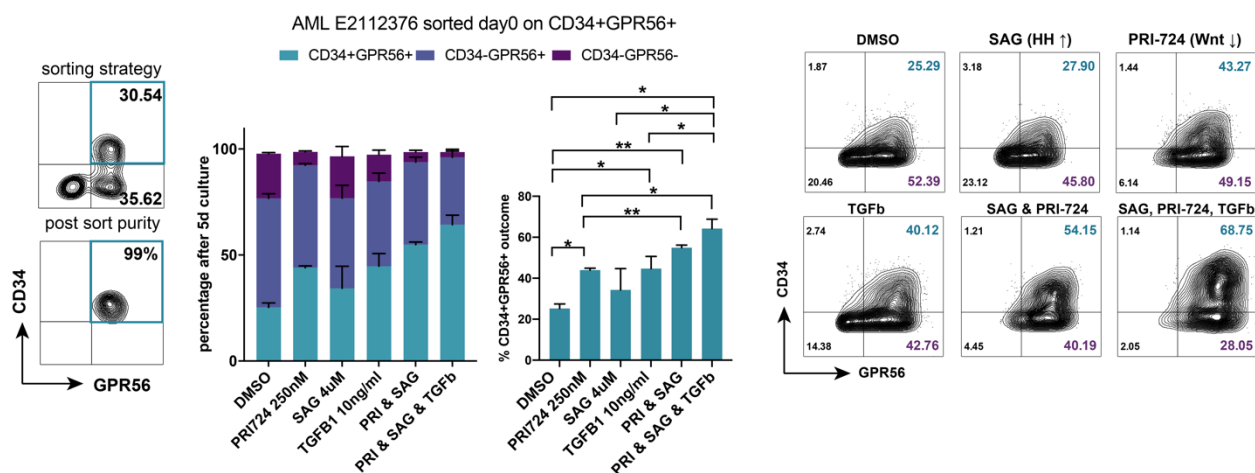 AML E2112376 sorted day0 on CD34+GPR56+
CD34+GPR56+ CD34-GPR56+ CD34-GPR56-
sorting strategy
30.54
35.62
post sort purity
99%
CD34
GPR56
percentage after 5d culture
100
50
0
DMSO
PRI724 250nM
SAG 4uM
TGFB1 10ng/ml
PRI & SAG
PRI & SAG & TGFb
% CD34+GPR56+ outcome
80
60
40
20
0
*
*
*
**
*
*
**
*
DMSO
PRI724 250nM
SAG 4uM
TGFB1 10ng/ml
PRI & SAG
PRI & SAG & TGFb
DMSO
1.87 25.29
20.46 52.39
SAG (HH ↑)
3.18 27.90
23.12 45.80
PRI-724 (Wnt ↓)
1.44 43.27
6.14 49.15
TGFb
2.74 40.12
14.38 42.76
SAG & PRI-724
1.21 54.15
4.45 40.19
SAG, PRI-724, TGFb
1.14 68.75
2.05 28.05
CD34
GPR56